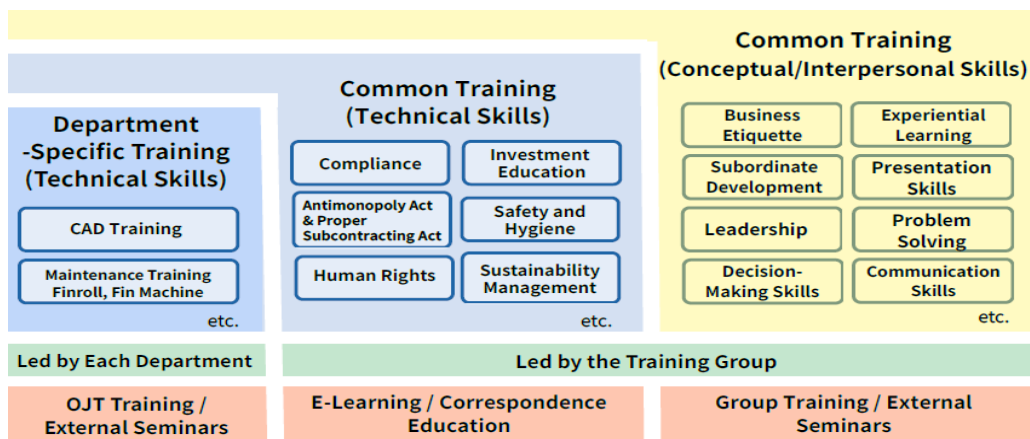 Department
-Specific Training
(Technical Skills)
CAD Training
Maintenance Training
Finroll, Fin Machine
etc.
Common Training
(Technical Skills)
Compliance
Investment
Education
Antimonopoly Act
& Proper
Subcontracting Act
Safety and
Hygiene
Human Rights
Sustainability
Management
etc.
Common Training
(Conceptual/Interpersonal Skills)
Business
Etiquette
Experiential
Learning
Subordinate
Development
Presentation
Skills
Leadership
Problem
Solving
Decision-
Making Skills
Communication
Skills
etc.
Led by Each Department
Led by the Training Group
OJT Training /
External Seminars
E-Learning / Correspondence
Education
Group Training / External
Seminars